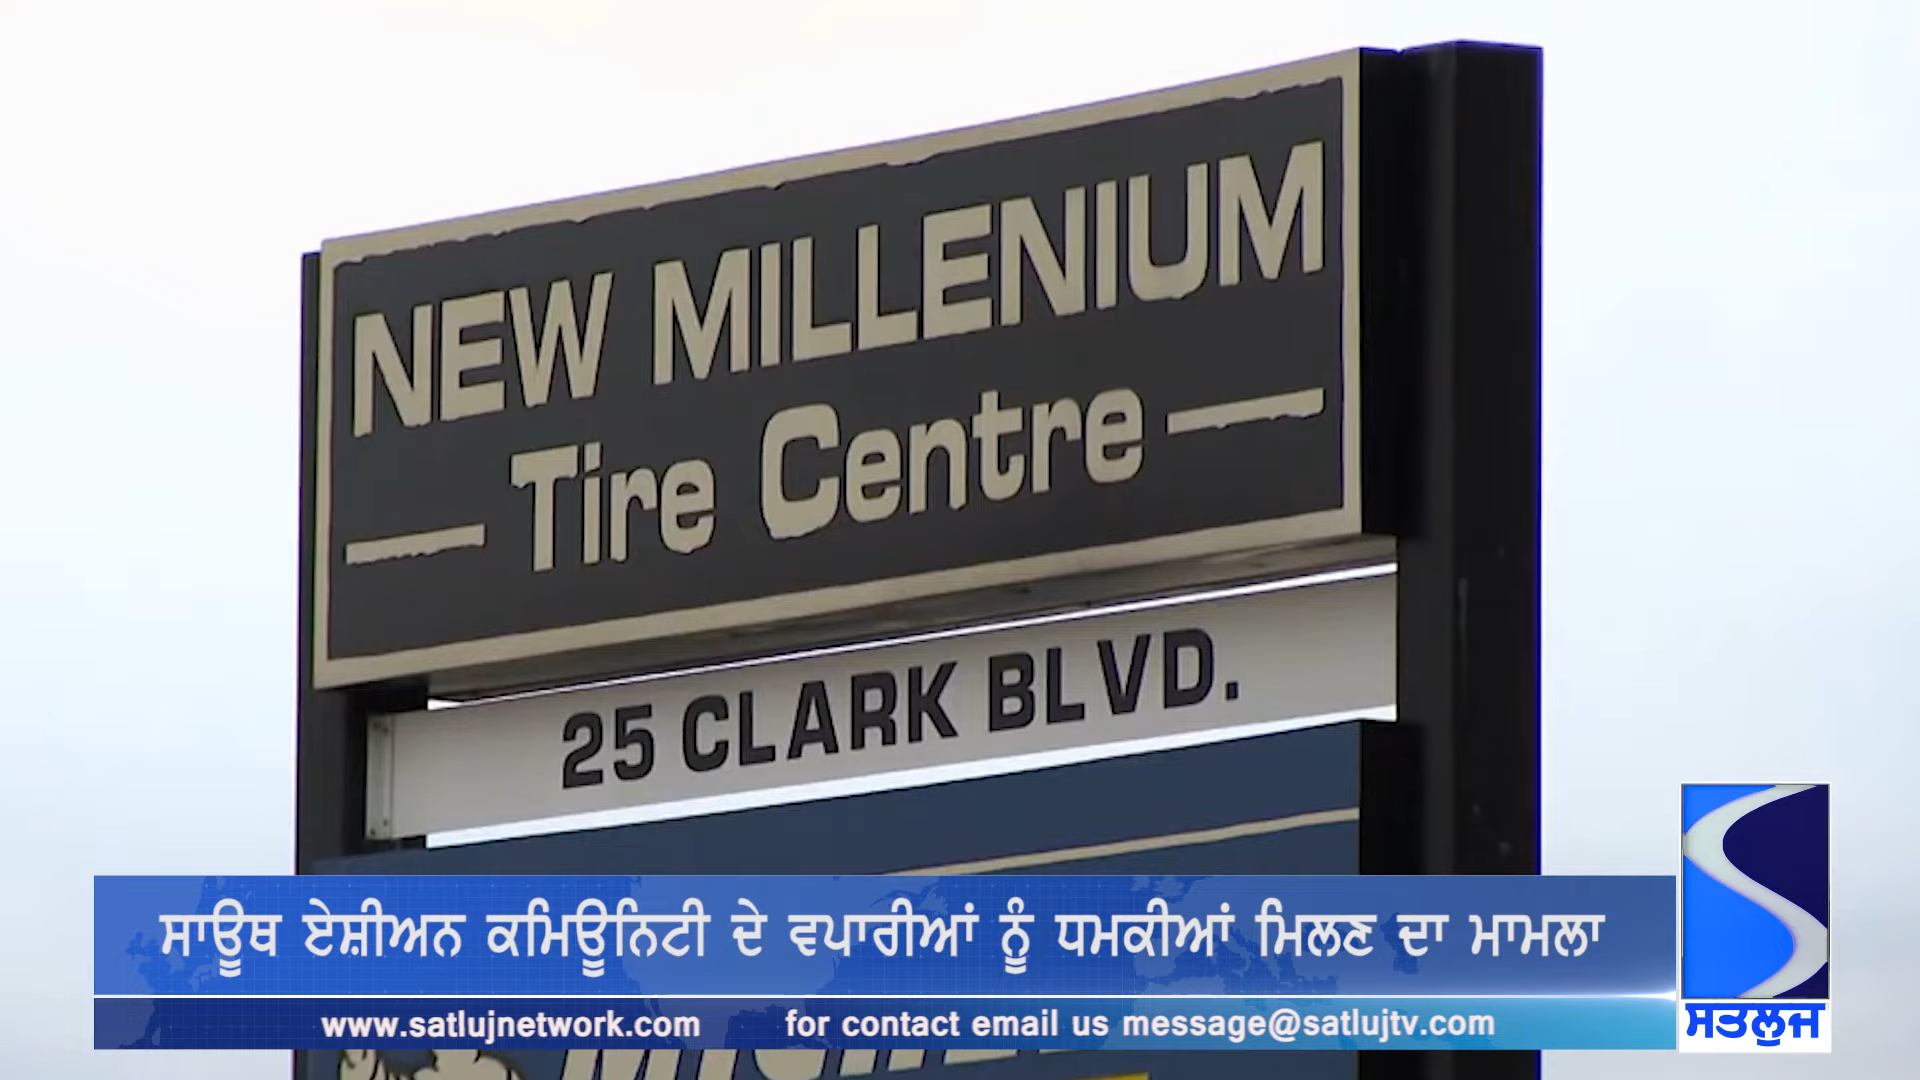 NEW MILLENIUM
Tire Centre
25 CLARK BLVD.
ਸਾਊਥ ਏਸ਼ੀਅਨ ਕਮਿਊਨਿਟੀ ਦੇ ਵਪਾਰੀਆਂ ਨੂੰ ਧਮਕੀਆਂ ਮਿਲਣ ਦਾ ਮਾਮਲਾ
www.satlujnetwork.com for contact email us message@satlujtv.com
ਸਤਲੁਜ